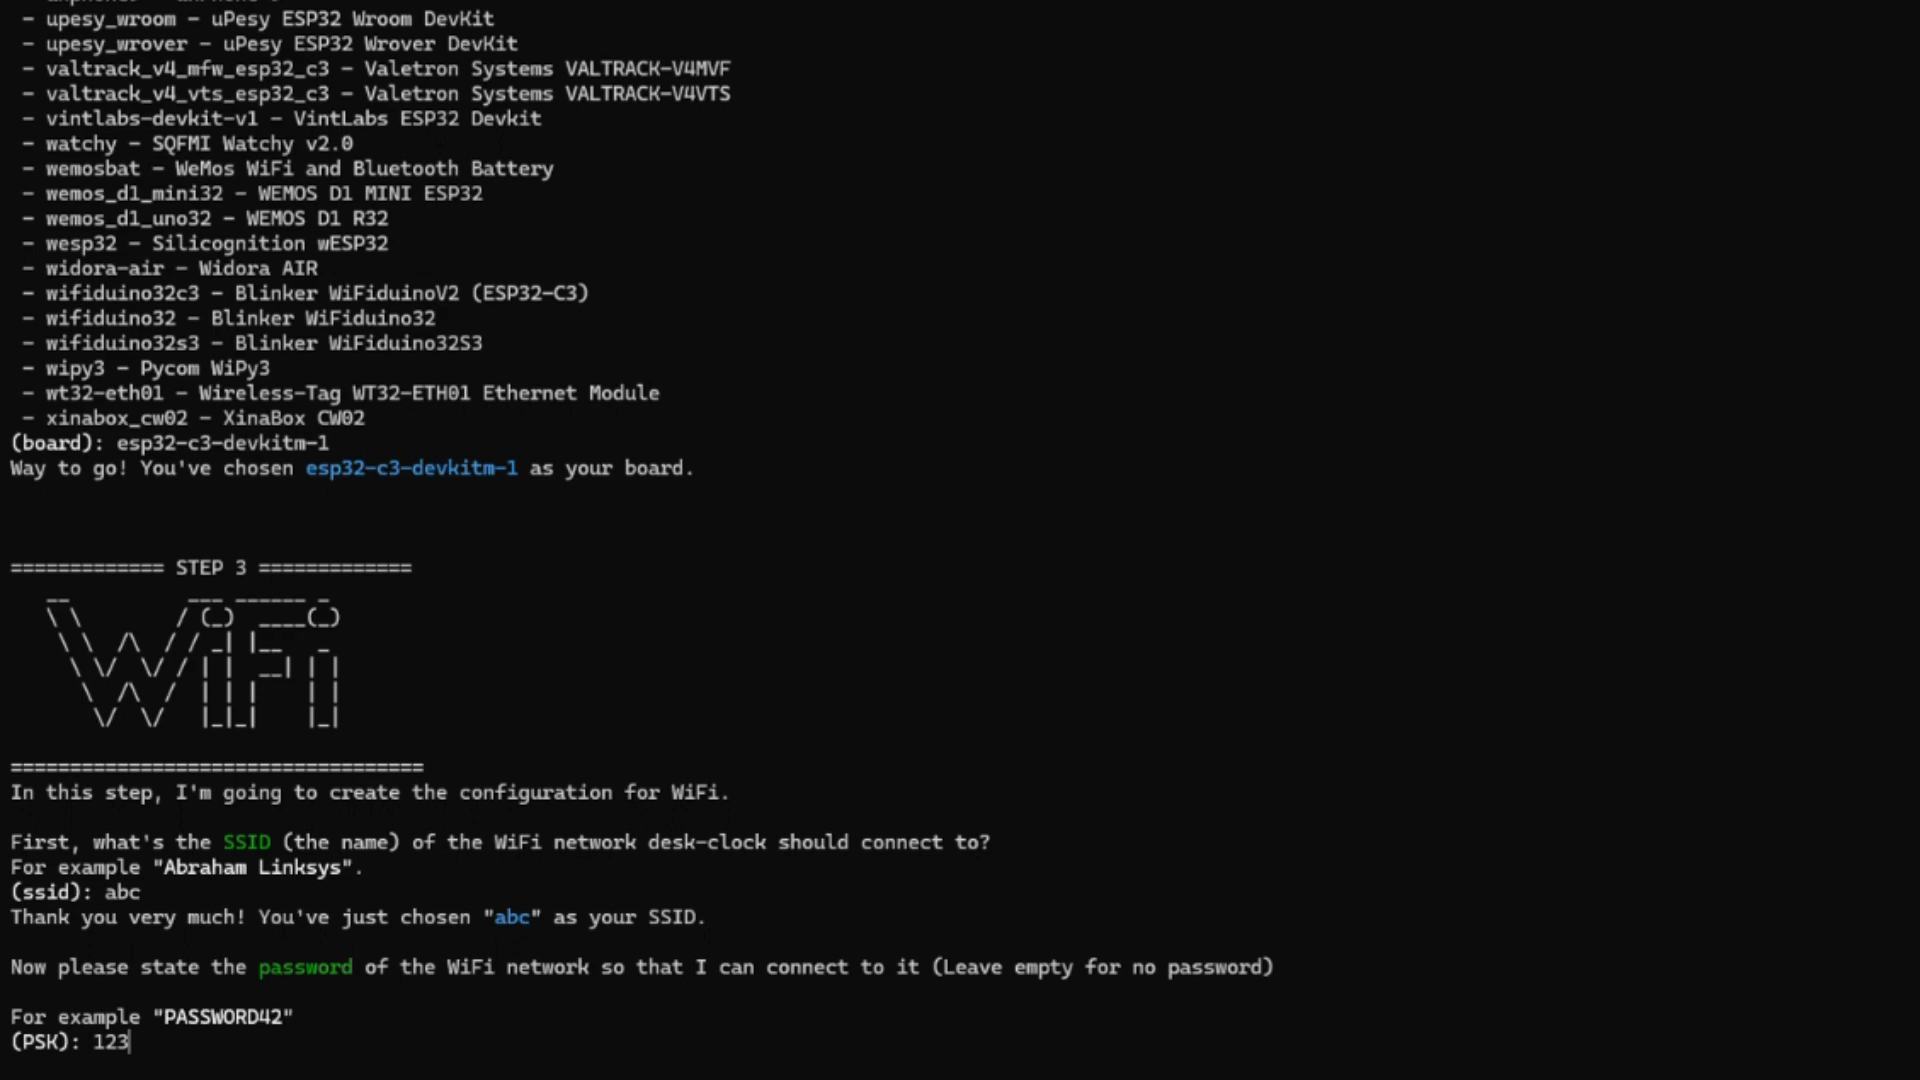 - upesy_wroom - uPesy ESP32 Wroom DevKit
- upesy_wrover - uPesy ESP32 Wrover DevKit
- valtrack_v4_mfw_esp32_c3 - Valetron Systems VALTRACK-V4MVF
- valtrack_v4_vts_esp32_c3 - Valetron Systems VALTRACK-V4VTS
- vintlabs-devkit-v1 - VintLabs ESP32 Devkit
- watchy - SQFMI Watchy v2.0
- wemosbat - WeMos WiFi and Bluetooth Battery
- wemos_d1_mini32 - WEMOS D1 MINI ESP32
- wemos_d1_uno32 - WEMOS D1 R32
- wesp32 - Silicognition wESP32
- widora-air - Widora AIR
- wifiduino32c3 - Blinker WiFiduinoV2 (ESP32-C3)
- wifiduino32 - Blinker WiFiduino32
- wifiduino32s3 - Blinker WiFiduino32S3
- wipy3 - Pycom WiPy3
- wt32-eth01 - Wireless-Tag WT32-ETH01 Ethernet Module
- xinabox_cw02 - XinaBox CW02
(board): esp32-c3-devkitm-1
Way to go! You've chosen esp32-c3-devkitm-1 as your board.
============= STEP 3 =============
WiFi
===================================
In this step, I'm going to create the configuration for WiFi.
First, what's the SSID (the name) of the WiFi network desk-clock should connect to?
For example "Abraham Linksys".
(ssid): abc
Thank you very much! You've just chosen "abc" as your SSID.
Now please state the password of the WiFi network so that I can connect to it (Leave empty for no password)
For example "PASSWORD42"
(PSK): 123